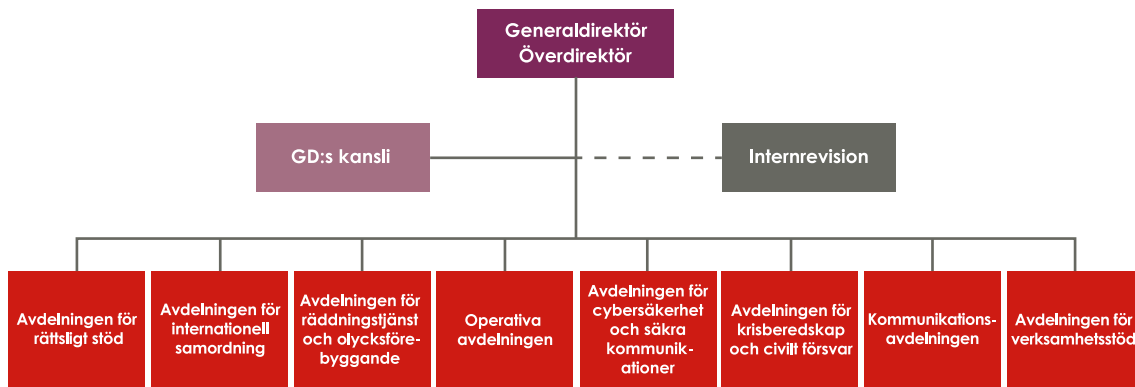 Generaldirektör
Överdirektör
GD:s kansli
Internrevision
Avdelningen för
rättsligt stöd
Avdelningen för
internationell
samordning
Avdelningen för
räddningstjänst
och olycksföre-
byggande
Operativa
avdelningen
Avdelningen för
cybersäkerhet
och säkra
kommunik-
ationer
Avdelningen för
krisberedskap
och civilt försvar
Kommunikations-
avdelningen
Avdelningen för
verksamhetsstöd